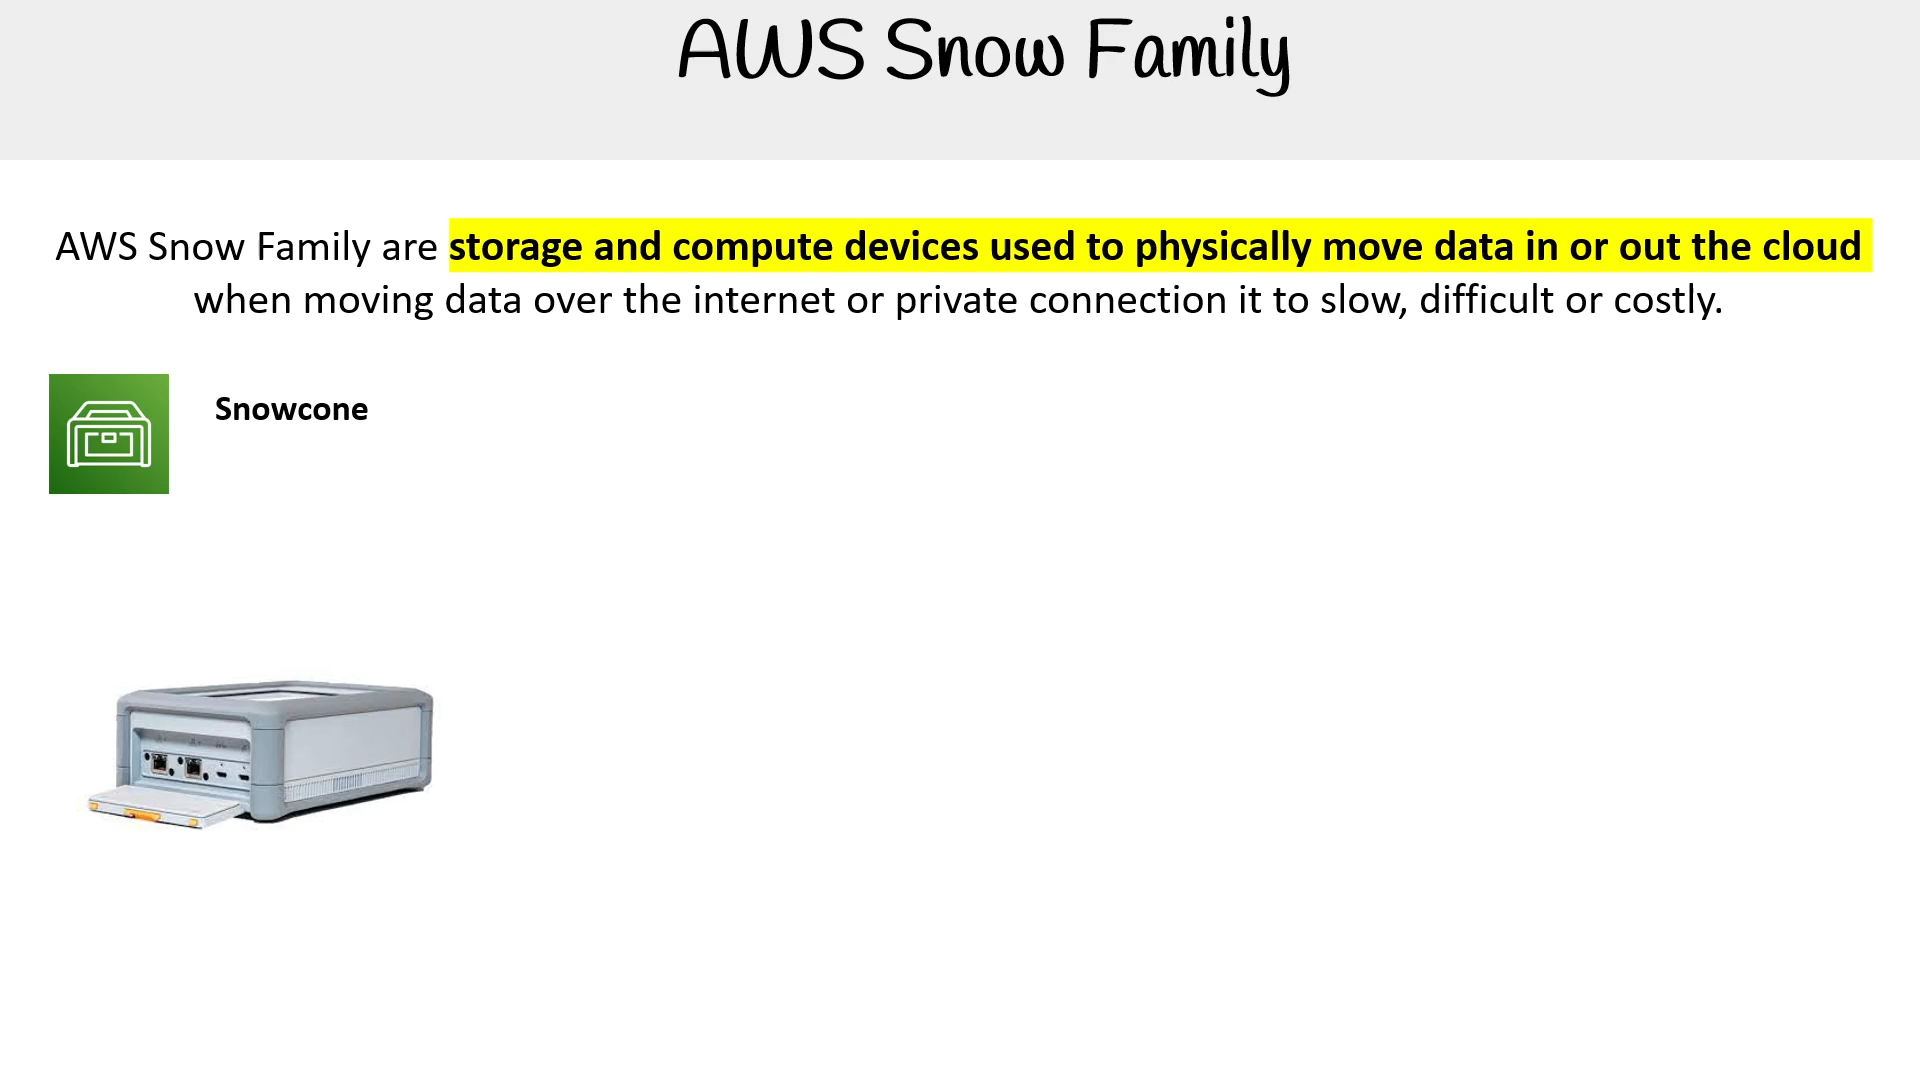 AWS Snow Family
AWS Snow Family are storage and compute devices used to physically move data in or out the cloud
when moving data over the internet or private connection it to slow, difficult or costly.
Snowcone